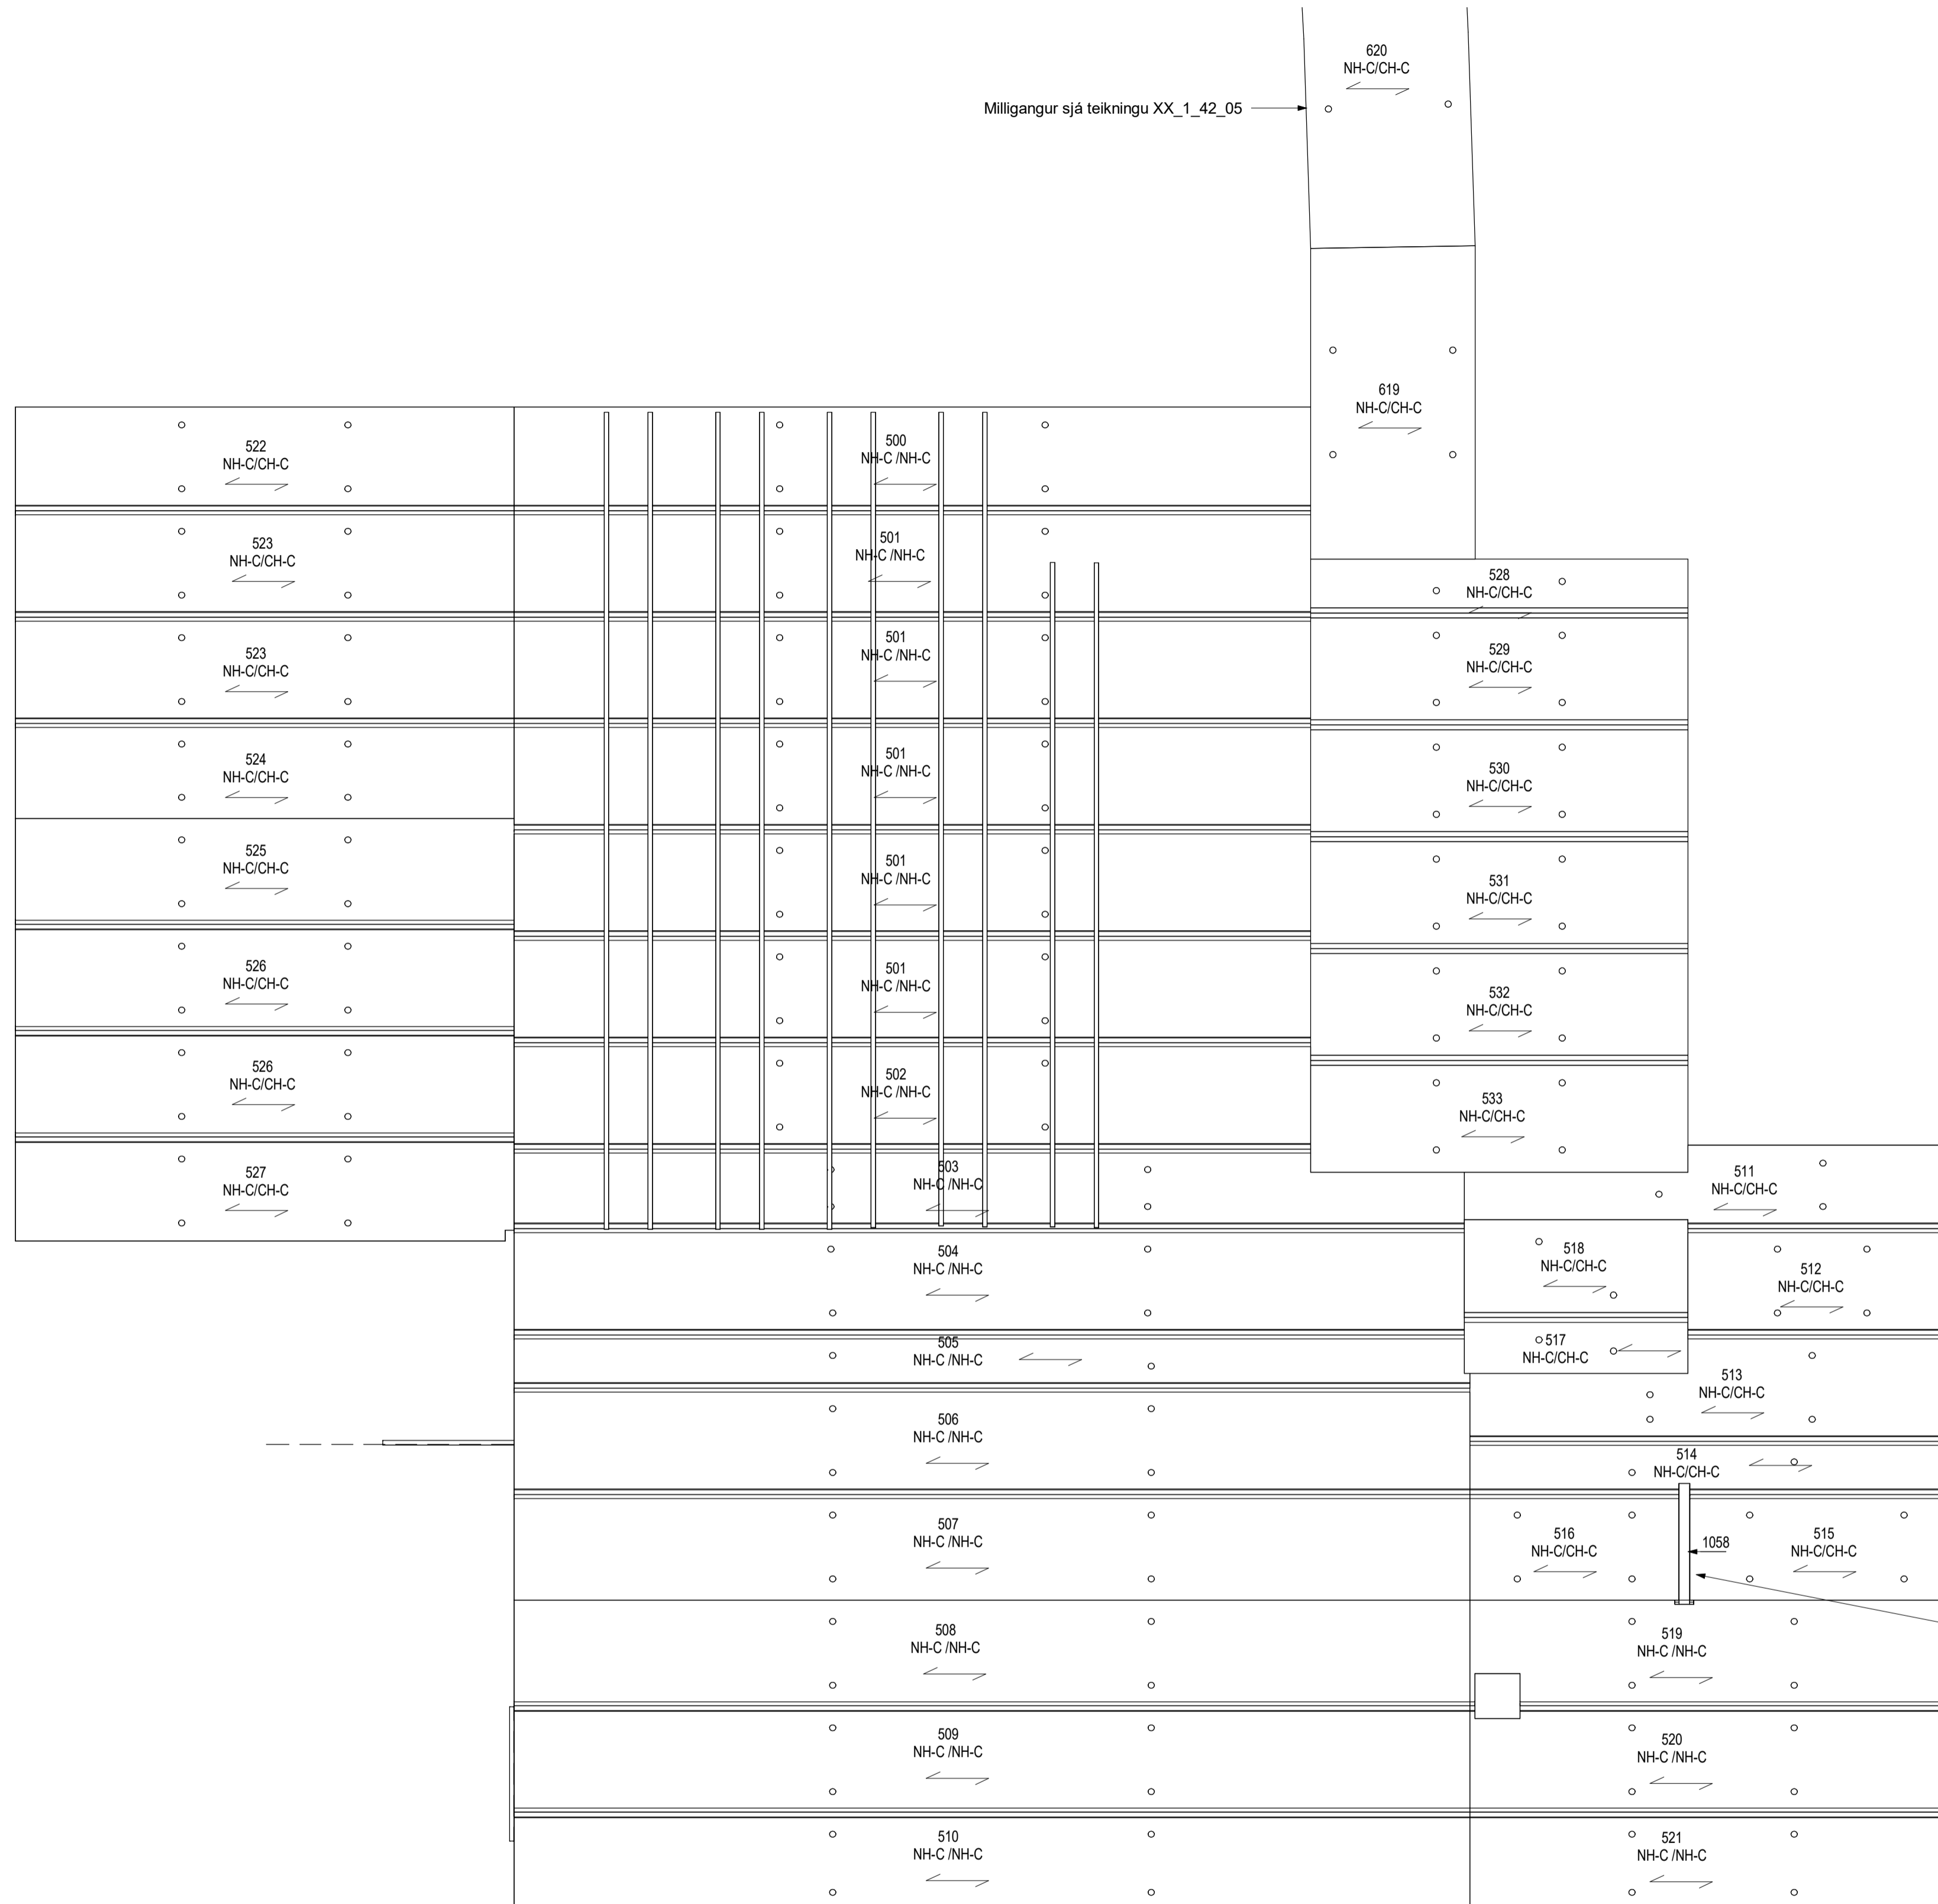 620
NH-C/CH-C
Milligangur sjá teikningu XX_1_42_05
619
NH-C/CH-C
522
NH-C/CH-C
500
NH-C /NH-C
523
NH-C/CH-C
501
NH-C /NH-C
528
NH-C/CH-C
523
NH-C/CH-C
501
NH-C /NH-C
529
NH-C/CH-C
524
NH-C/CH-C
501
NH-C /NH-C
530
NH-C/CH-C
525
NH-C/CH-C
501
NH-C /NH-C
531
NH-C/CH-C
526
NH-C/CH-C
501
NH-C /NH-C
532
NH-C/CH-C
526
NH-C/CH-C
502
NH-C /NH-C
533
NH-C/CH-C
527
NH-C/CH-C
503
NH-C /NH-C
511
NH-C/CH-C
504
NH-C /NH-C
518
NH-C/CH-C
512
NH-C/CH-C
505
NH-C /NH-C
517
NH-C/CH-C
513
NH-C/CH-C
506
NH-C /NH-C
514
NH-C/CH-C
507
NH-C /NH-C
516
NH-C/CH-C
1058
515
NH-C/CH-C
508
NH-C /NH-C
519
NH-C /NH-C
509
NH-C /NH-C
520
NH-C /NH-C
510
NH-C /NH-C
521
NH-C /NH-C